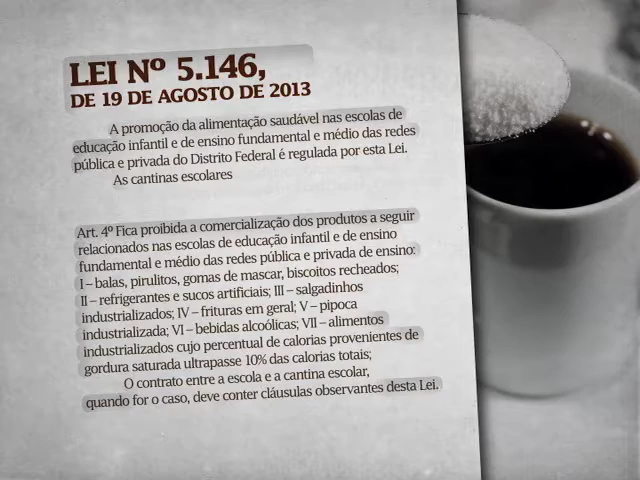 LEI Nº 5.146,
DE 19 DE AGOSTO DE 2013
A promoção da alimentação saudável nas escolas de
educação infantil e de ensino fundamental e médio das redes
pública e privada do Distrito Federal é regulada por esta Lei.
As cantinas escolares
Art. 4º Fica proibida a comercialização dos produtos a seguir
relacionados nas escolas de educação infantil e de ensino
fundamental e médio das redes pública e privada de ensino:
I – balas, pirulitos, gomas de mascar, biscoitos recheados;
II – refrigerantes e sucos artificiais; III – salgadinhos
industrializados; IV – frituras em geral; V – pipoca
industrializada; VI – bebidas alcoólicas; VII – alimentos
industrializados cujo percentual de calorias provenientes de
gordura saturada ultrapasse 10% das calorias totais;
O contrato entre a escola e a cantina escolar,
quando for o caso, deve conter cláusulas observantes desta Lei.